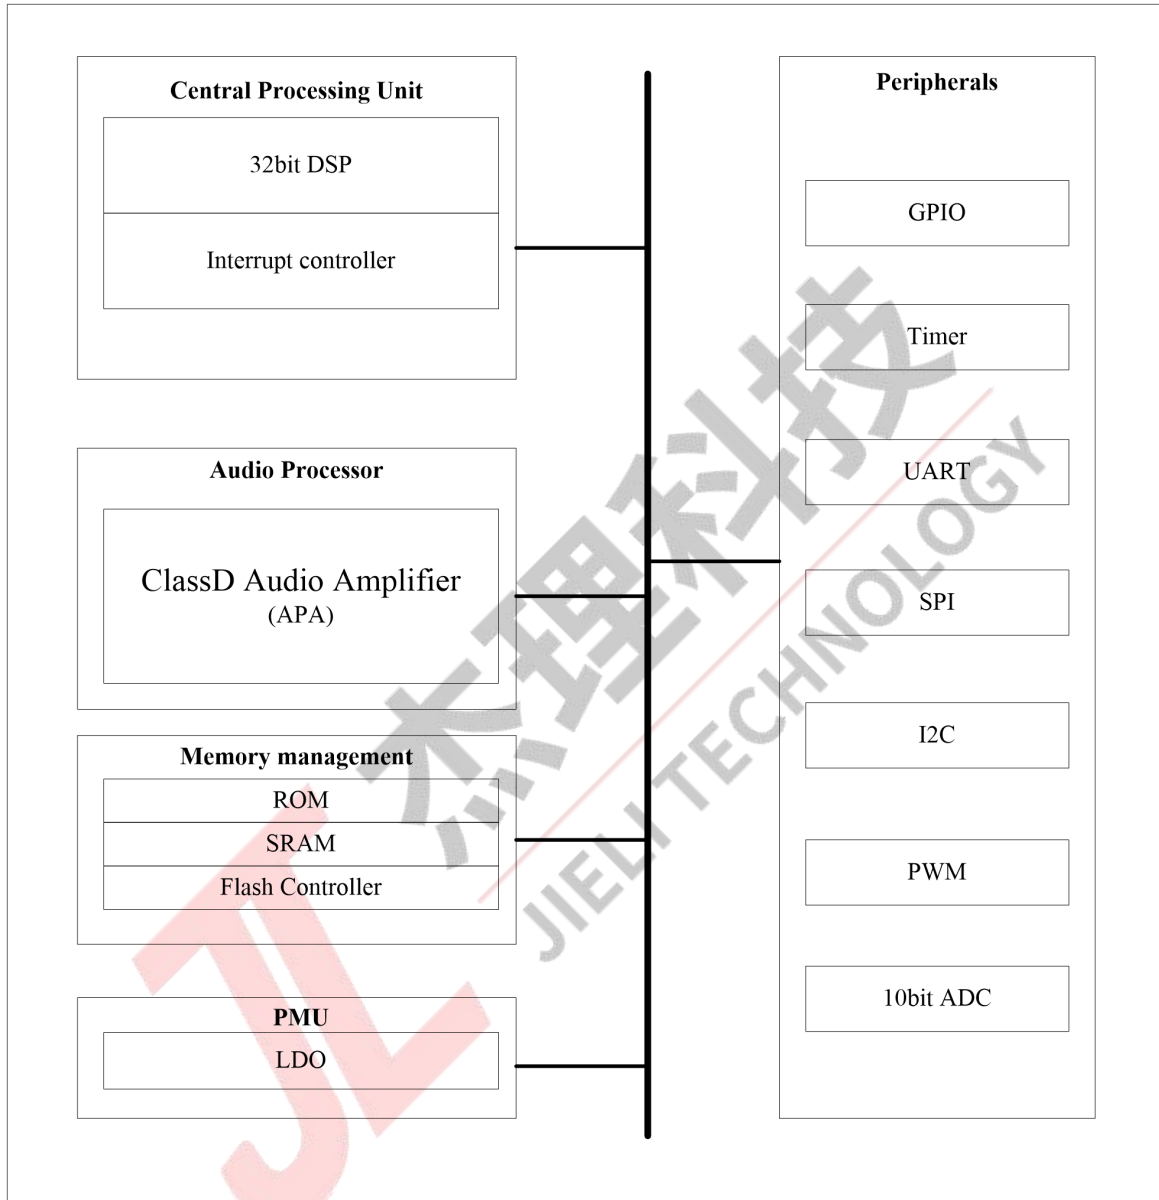 Central Processing Unit
32bit DSP
Interrupt controller
Audio Processor
ClassD Audio Amplifier
(APA)
Memory management
ROM
SRAM
Flash Controller
PMU
LDO
Peripherals
GPIO
Timer
UART
SPI
I2C
PWM
10bit ADC
JL
杰理科技
JIELI TECHNOLOGY